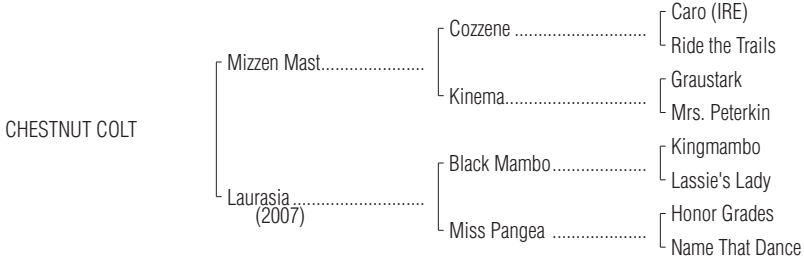 Caro (IRE)
Cozzene ............................
Ride the Trails
Mizzen Mast......................
Graustark
Kinema..............................
Mrs. Peterkin
CHESTNUT COLT
Kingmambo
Black Mambo....................
Lassie's Lady
Laurasia ............................
(2007)
Honor Grades
Miss Pangea ....................
Name That Dance